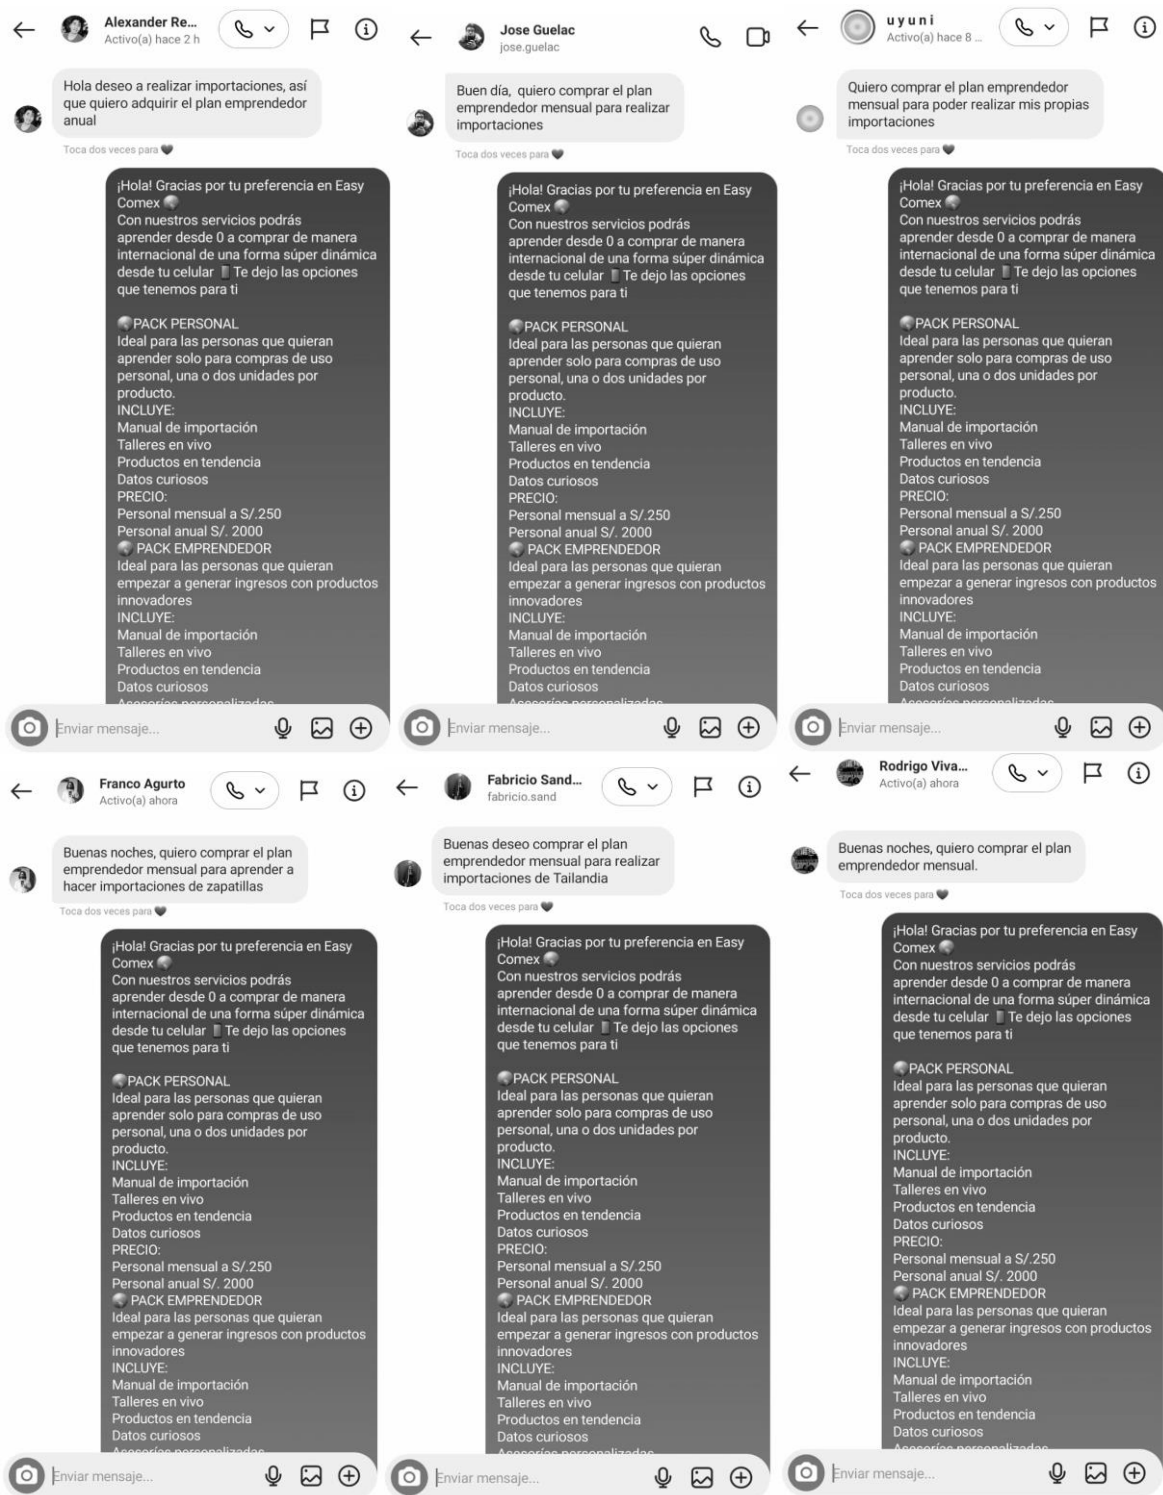 Alexander Re...
Activo(a) hace 2 h
Hola deseo a realizar importaciones, así
que quiero adquirir el plan emprendedor
anual
Toca dos veces para
¡Hola! Gracias por tu preferencia en Easy
Comex
Con nuestros servicios podrás
aprender desde 0 a comprar de manera
internacional de una forma súper dinámica
desde tu celular Te dejo las opciones
que tenemos para ti
PACK PERSONAL
Ideal para las personas que quieran
aprender solo para compras de uso
personal, una o dos unidades por
producto.
INCLUYE:
Manual de importación
Talleres en vivo
Productos en tendencia
Datos curiosos
PRECIO:
Personal mensual a S/.250
Personal anual S/. 2000
PACK EMPRENDEDOR
Ideal para las personas que quieran
empezar a generar ingresos con productos
innovadores
INCLUYE:
Manual de importación
Talleres en vivo
Productos en tendencia
Datos curiosos
Asesorías personalizadas
Enviar mensaje...
Jose Guelac
jose.guelac
Buen día, quiero comprar el plan
emprendedor mensual para realizar
importaciones
Toca dos veces para
¡Hola! Gracias por tu preferencia en Easy
Comex
Con nuestros servicios podrás
aprender desde 0 a comprar de manera
internacional de una forma súper dinámica
desde tu celular Te dejo las opciones
que tenemos para ti
PACK PERSONAL
Ideal para las personas que quieran
aprender solo para compras de uso
personal, una o dos unidades por
producto.
INCLUYE:
Manual de importación
Talleres en vivo
Productos en tendencia
Datos curiosos
PRECIO:
Personal mensual a S/.250
Personal anual S/. 2000
PACK EMPRENDEDOR
Ideal para las personas que quieran
empezar a generar ingresos con productos
innovadores
INCLUYE:
Manual de importación
Talleres en vivo
Productos en tendencia
Datos curiosos
Asesorías personalizadas
Enviar mensaje...
u y u n i
Activo(a) hace 8 ...
Quiero comprar el plan emprendedor
mensual para poder realizar mis propias
importaciones
Toca dos veces para
¡Hola! Gracias por tu preferencia en Easy
Comex
Con nuestros servicios podrás
aprender desde 0 a comprar de manera
internacional de una forma súper dinámica
desde tu celular Te dejo las opciones
que tenemos para ti
PACK PERSONAL
Ideal para las personas que quieran
aprender solo para compras de uso
personal, una o dos unidades por
producto.
INCLUYE:
Manual de importación
Talleres en vivo
Productos en tendencia
Datos curiosos
PRECIO:
Personal mensual a S/.250
Personal anual S/. 2000
PACK EMPRENDEDOR
Ideal para las personas que quieran
empezar a generar ingresos con productos
innovadores
INCLUYE:
Manual de importación
Talleres en vivo
Productos en tendencia
Datos curiosos
Asesorías personalizadas
Enviar mensaje...
Franco Agurto
Activo(a) ahora
Buenas noches, quiero comprar el plan
emprendedor mensual para aprender a
hacer importaciones de zapatillas
Toca dos veces para
¡Hola! Gracias por tu preferencia en Easy
Comex
Con nuestros servicios podrás
aprender desde 0 a comprar de manera
internacional de una forma súper dinámica
desde tu celular Te dejo las opciones
que tenemos para ti
PACK PERSONAL
Ideal para las personas que quieran
aprender solo para compras de uso
personal, una o dos unidades por
producto.
INCLUYE:
Manual de importación
Talleres en vivo
Productos en tendencia
Datos curiosos
PRECIO:
Personal mensual a S/.250
Personal anual S/. 2000
PACK EMPRENDEDOR
Ideal para las personas que quieran
empezar a generar ingresos con productos
innovadores
INCLUYE:
Manual de importación
Talleres en vivo
Productos en tendencia
Datos curiosos
Asesorías personalizadas
Enviar mensaje...
Fabricio Sand...
fabricio.sand
Buenas deseo comprar el plan
emprendedor mensual para realizar
importaciones de Tailandia
Toca dos veces para
¡Hola! Gracias por tu preferencia en Easy
Comex
Con nuestros servicios podrás
aprender desde 0 a comprar de manera
internacional de una forma súper dinámica
desde tu celular Te dejo las opciones
que tenemos para ti
PACK PERSONAL
Ideal para las personas que quieran
aprender solo para compras de uso
personal, una o dos unidades por
producto.
INCLUYE:
Manual de importación
Talleres en vivo
Productos en tendencia
Datos curiosos
PRECIO:
Personal mensual a S/.250
Personal anual S/. 2000
PACK EMPRENDEDOR
Ideal para las personas que quieran
empezar a generar ingresos con productos
innovadores
INCLUYE:
Manual de importación
Talleres en vivo
Productos en tendencia
Datos curiosos
Asesorías personalizadas
Enviar mensaje...
Rodrigo Viva...
Activo(a) ahora
Buenas noches, quiero comprar el plan
emprendedor mensual.
Toca dos veces para
¡Hola! Gracias por tu preferencia en Easy
Comex
Con nuestros servicios podrás
aprender desde 0 a comprar de manera
internacional de una forma súper dinámica
desde tu celular Te dejo las opciones
que tenemos para ti
PACK PERSONAL
Ideal para las personas que quieran
aprender solo para compras de uso
personal, una o dos unidades por
producto.
INCLUYE:
Manual de importación
Talleres en vivo
Productos en tendencia
Datos curiosos
PRECIO:
Personal mensual a S/.250
Personal anual S/. 2000
PACK EMPRENDEDOR
Ideal para las personas que quieran
empezar a generar ingresos con productos
innovadores
INCLUYE:
Manual de importación
Talleres en vivo
Productos en tendencia
Datos curiosos
Asesorías personalizadas
Enviar mensaje...